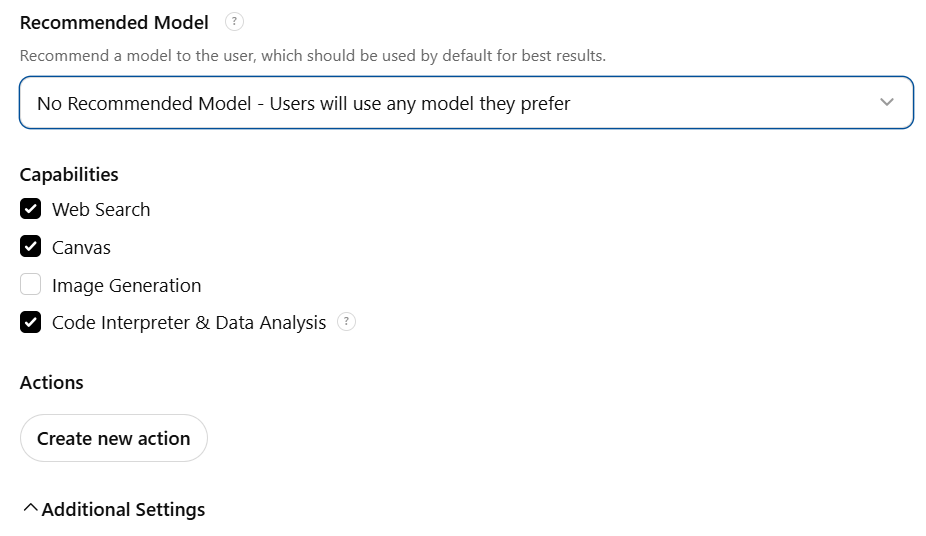 Recommended Model ?
Recommend a model to the user, which should be used by default for best results.
No Recommended Model - Users will use any model they prefer
Capabilities
Web Search
Canvas
Image Generation
Code Interpreter & Data Analysis ?
Actions
Create new action
Additional Settings